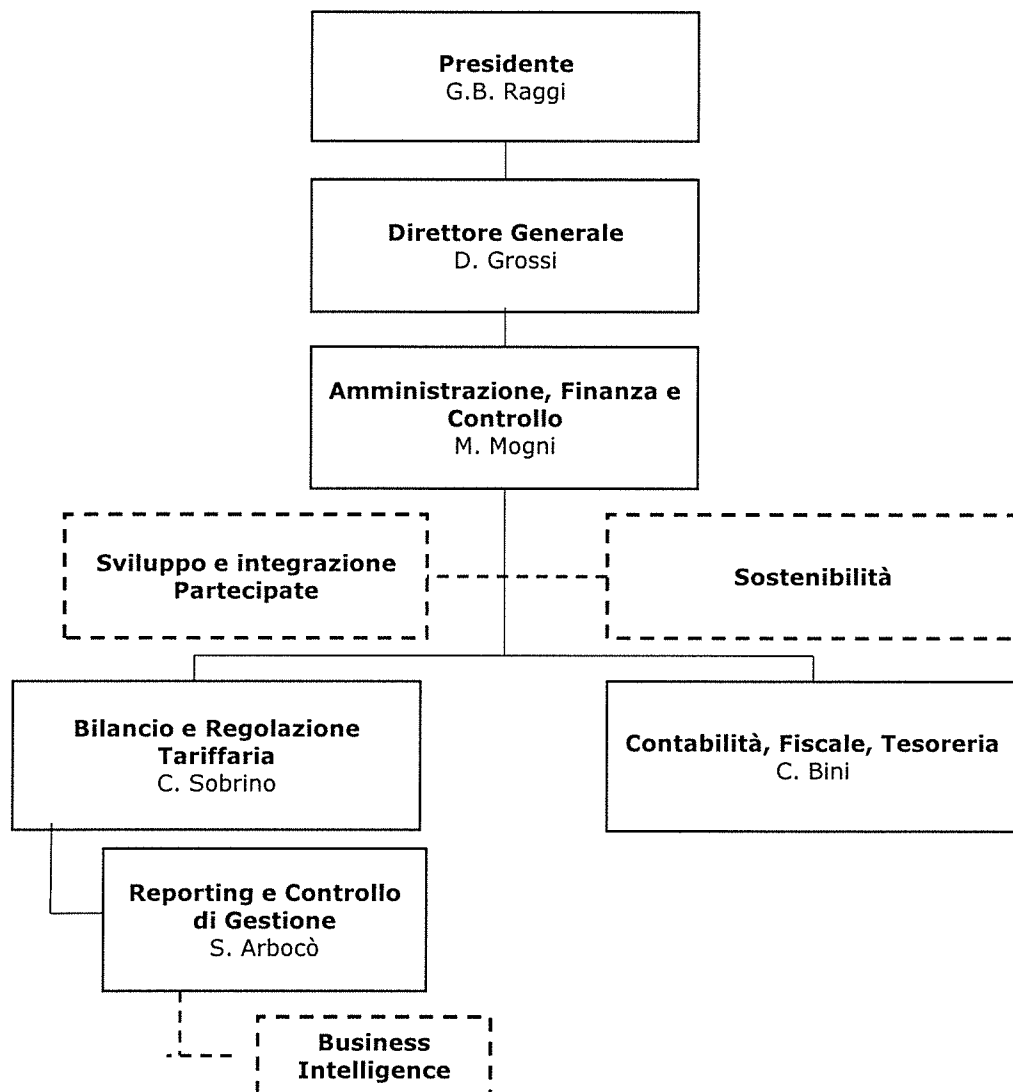 Presidente
G.B. Raggi
Direttore Generale
D. Grossi
Amministrazione, Finanza e
Controllo
M. Mogni
Sviluppo e integrazione
Partecipate
Sostenibilità
Bilancio e Regolazione
Tariffaria
C. Sobrino
Contabilità, Fiscale, Tesoreria
C. Bini
Reporting e Controllo
di Gestione
S. Arbocò
Business
Intelligence